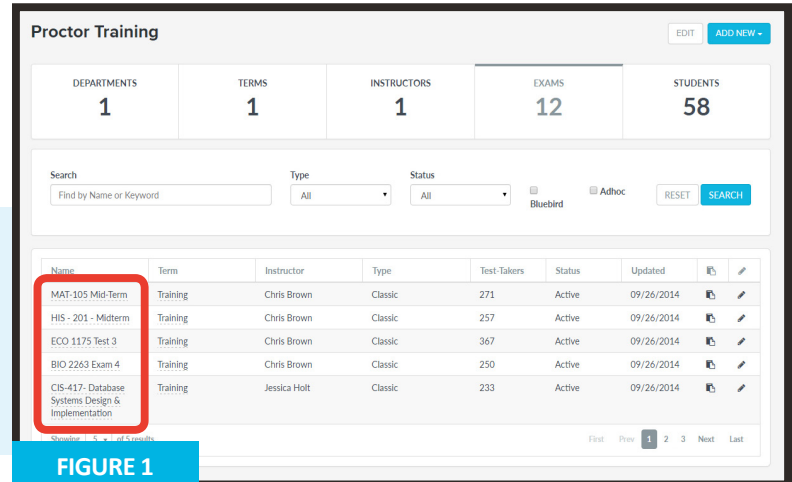 Proctor Training
EDIT
ADD NEW
DEPARTMENTS
1
TERMS
1
INSTRUCTORS
1
EXAMS
12
STUDENTS
58
Search
Find by Name or Keyword
Type
All
Status
All
Bluebird
Adhoc
RESET
SEARCH
Name Term Instructor Type Test-Takers Status Updated
MAT-105 Mid-Term Training Chris Brown Classic 271 Active 09/26/2014
HIS - 201 - Midterm Training Chris Brown Classic 257 Active 09/26/2014
ECO 1175 Test 3 Training Chris Brown Classic 367 Active 09/26/2014
BIO 2263 Exam 4 Training Chris Brown Classic 250 Active 09/26/2014
CIS-417- Database Training Jessica Holt Classic 233 Active 09/26/2014
Systems Design &
Implementation
Showing 5 of 5 results First Prev 1 2 3 Next Last
FIGURE 1